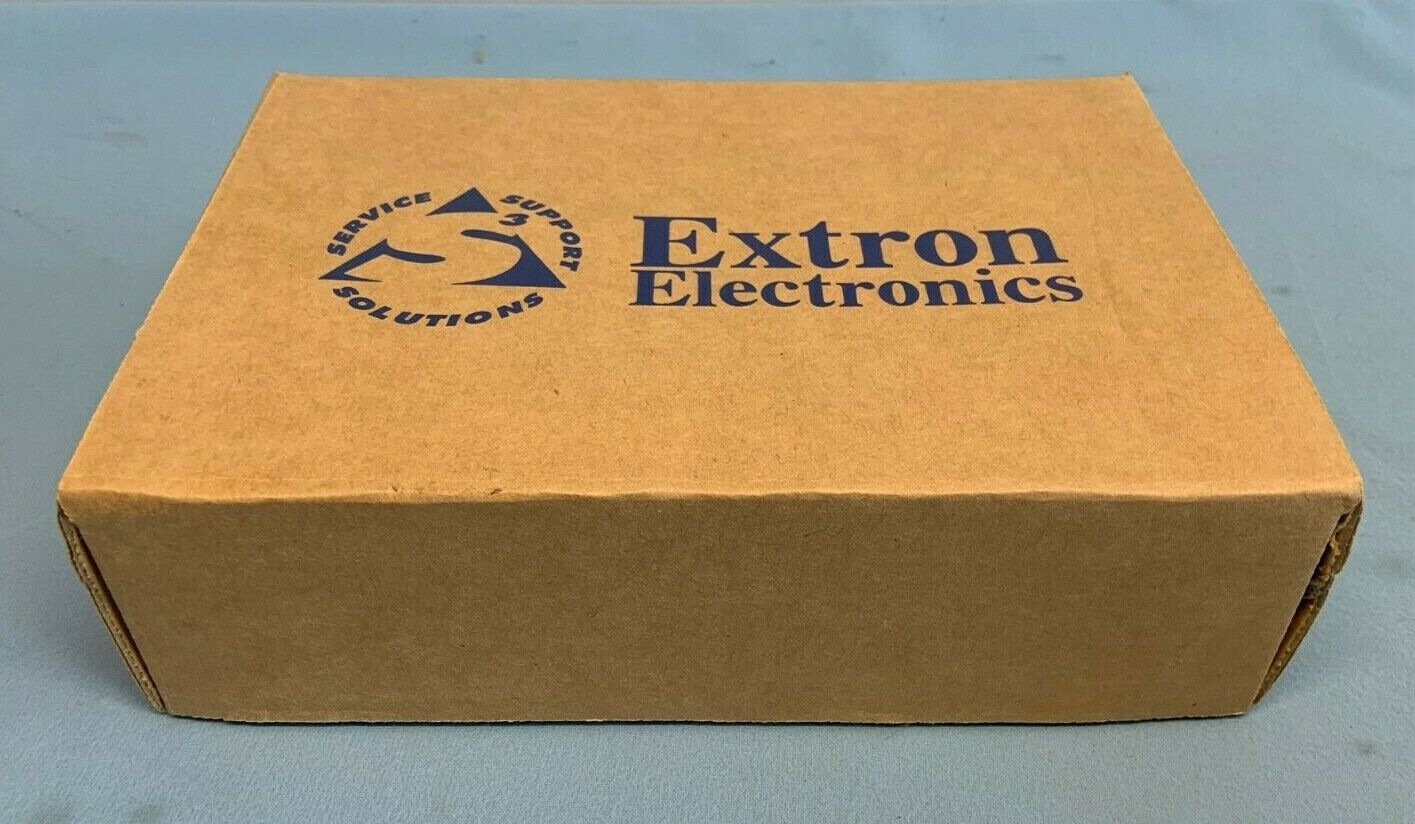 SERVICE
SUPPORT
3
SOLUTIONS
Extron
Electronics